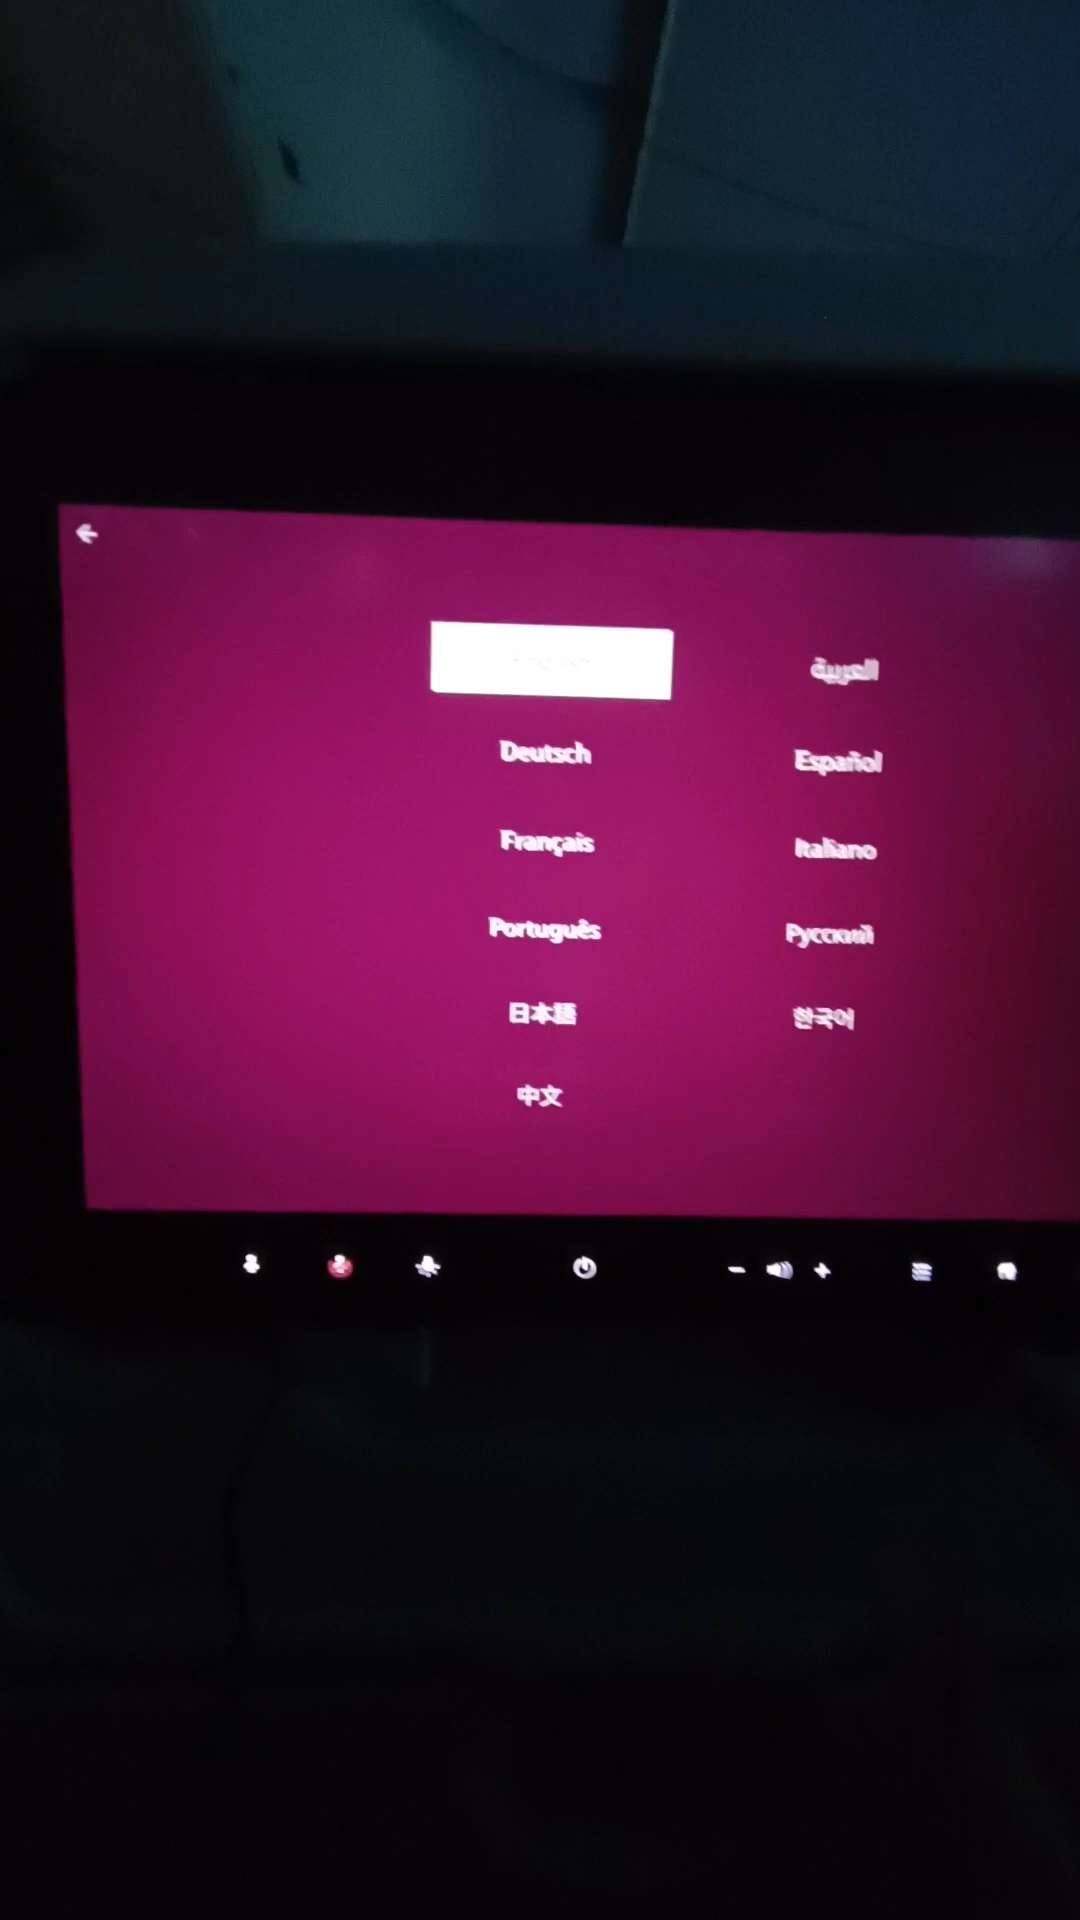 العربية
Deutsch
Español
Français
Italiano
Português
Русский
日本語
한국어
中文